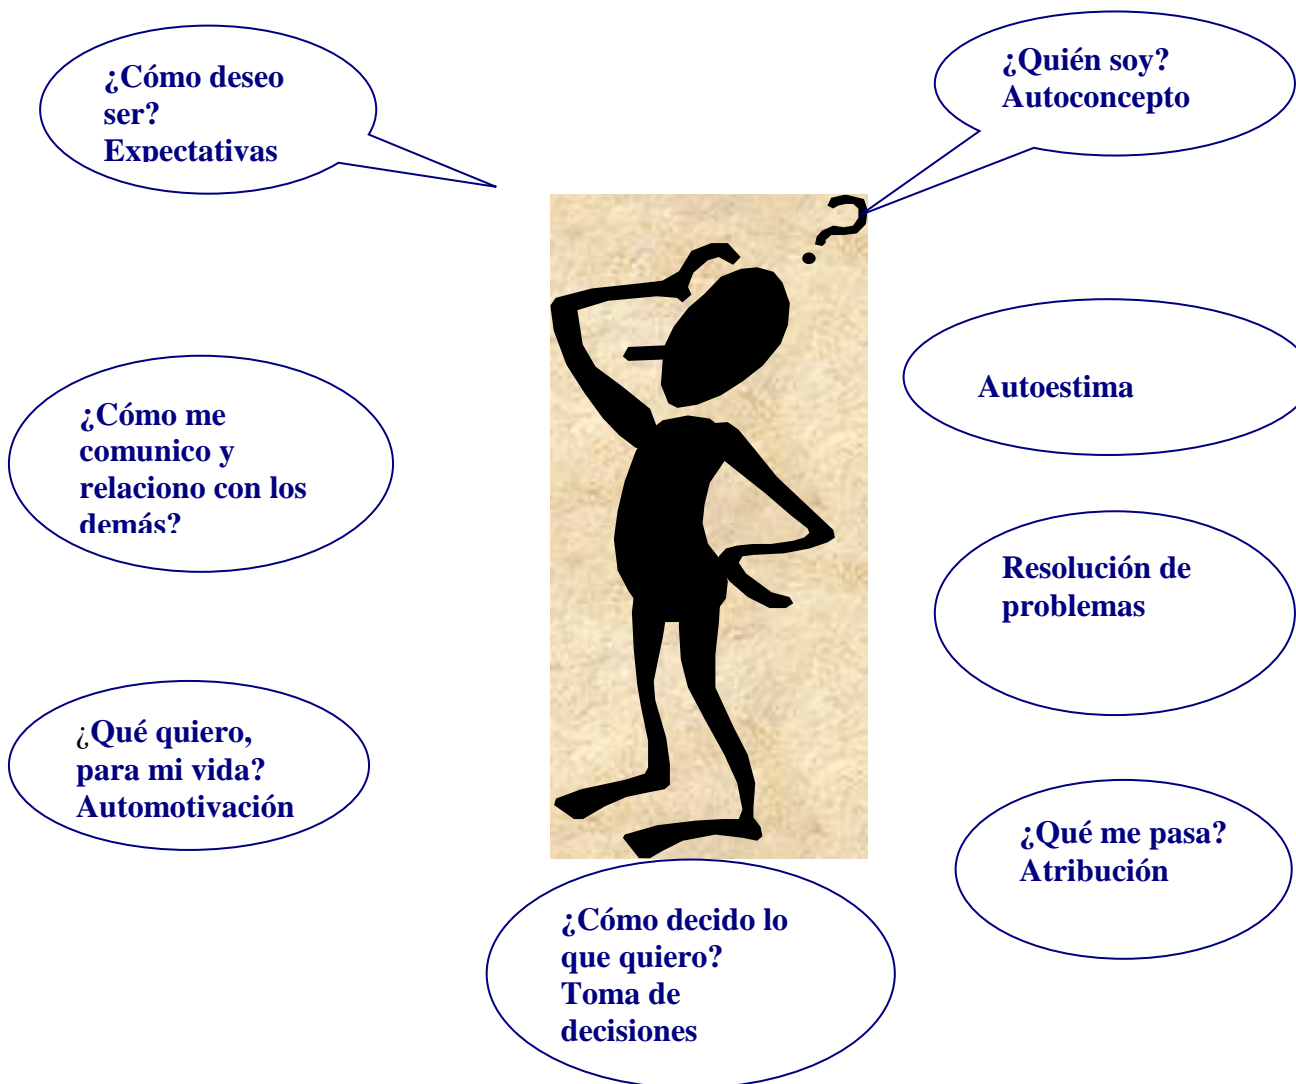 ¿Cómo deseo
ser?
Expectativas
¿Quién soy?
Autoconcepto
¿Cómo me
comunico y
relaciono con los
demás?
Autoestima
Resolución de
problemas
¿Qué quiero,
para mi vida?
Automotivación
¿Qué me pasa?
Atribución
¿Cómo decido lo
que quiero?
Toma de
decisiones
?